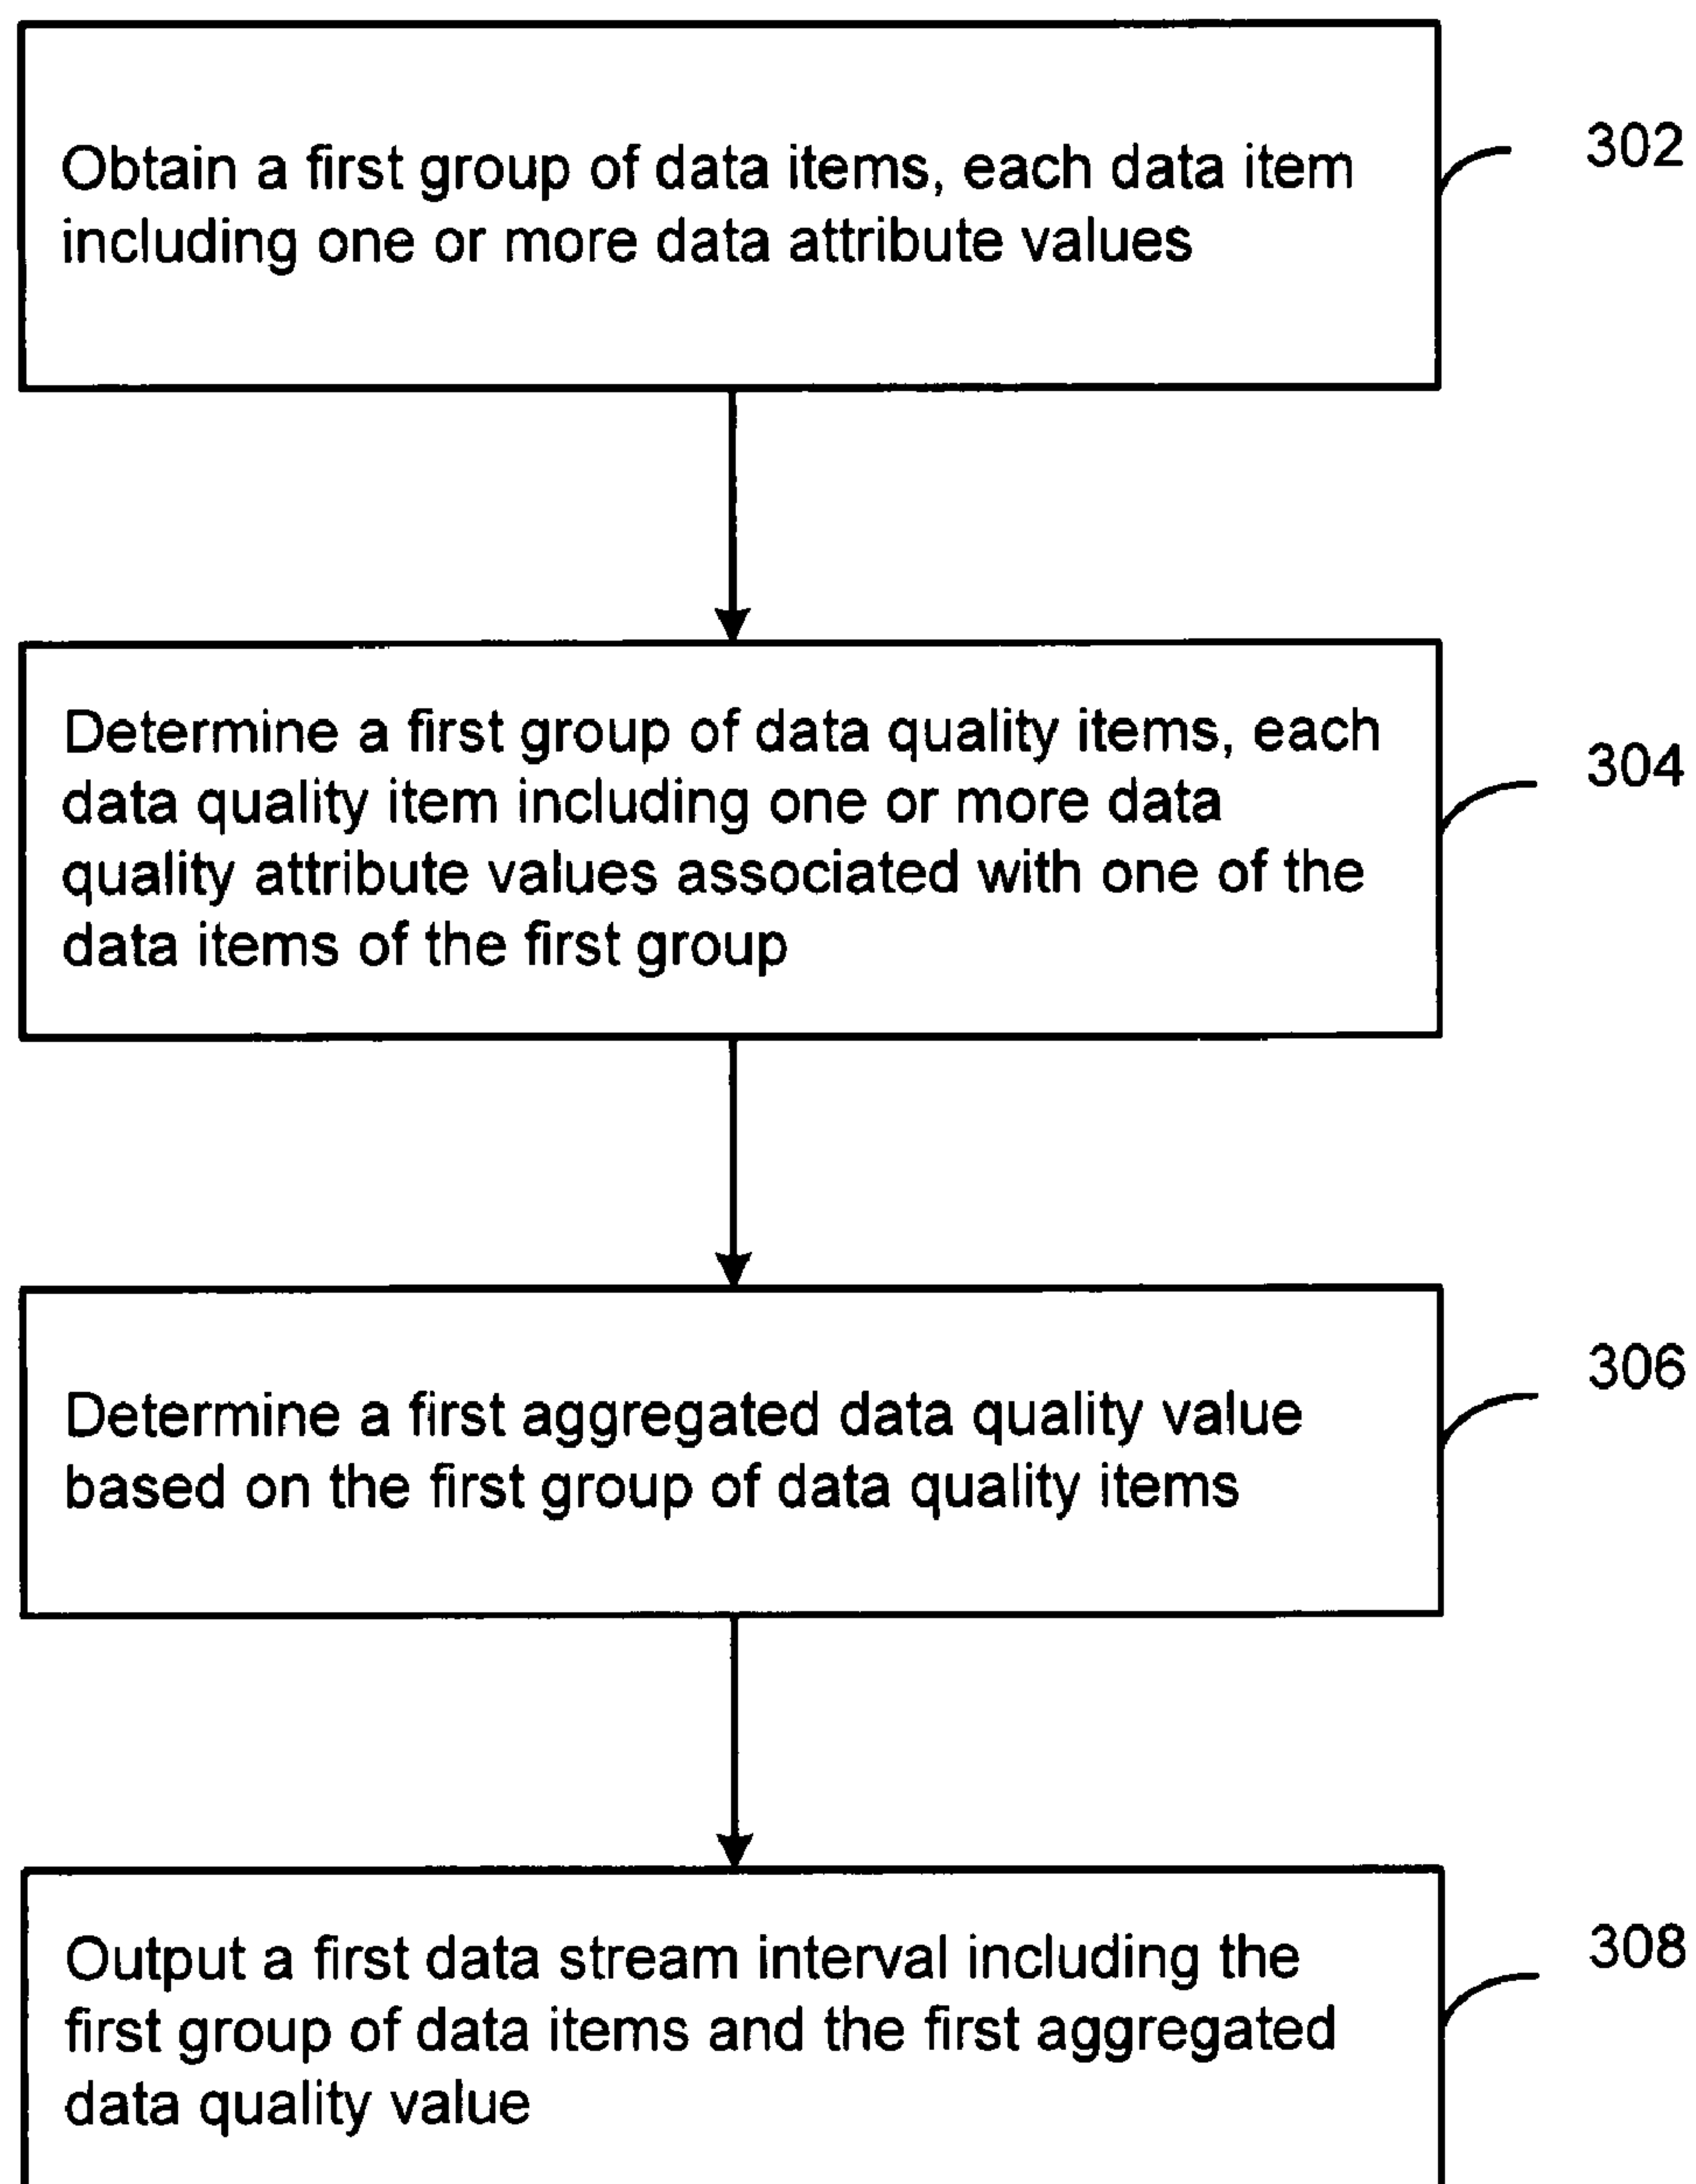 Obtain a first group of data items, each data item
including one or more data attribute values
302
Determine a first group of data quality items, each
data quality item including one or more data
quality attribute values associated with one of the
data items of the first group
304
Determine a first aggregated data quality value
based on the first group of data quality items
306
Output a first data stream interval including the
first group of data items and the first aggregated
data quality value
308